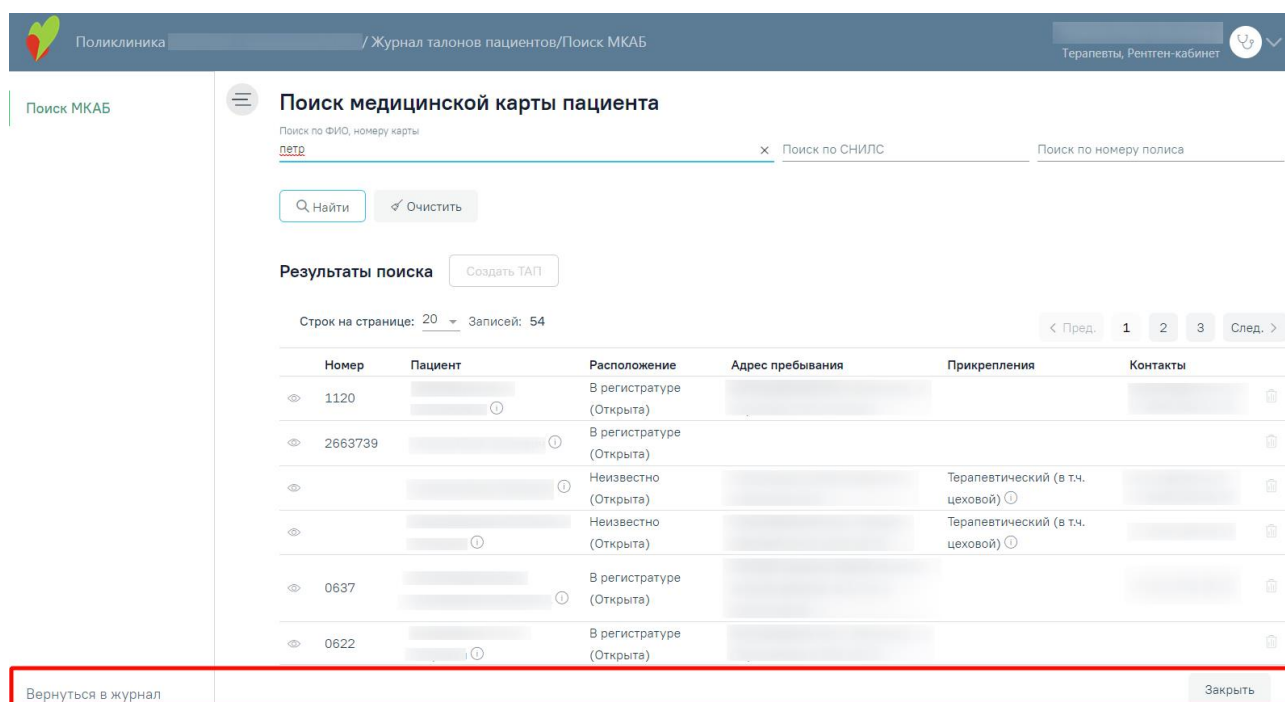 Поликлиника / Журнал талонов пациентов/Поиск МКАБ
Терапевты, Рентген-кабинет
Поиск МКАБ
Поиск медицинской карты пациента
Поиск по ФИО, номеру карты
петр
Поиск по СНИЛС
Поиск по номеру полиса
Найти
Очистить
Результаты поиска
Создать ТАП
Строк на странице: 20 Записей: 54
< Пред. 1 2 3 След. >
Номер Пациент Расположение Адрес пребывания Прикрепления Контакты
1120 В регистратуре
(Открыта)
2663739 В регистратуре
(Открыта)
Неизвестно Терапевтический (в т.ч.
(Открыта) цеховой)
Неизвестно Терапевтический (в т.ч.
(Открыта) цеховой)
0637 В регистратуре
(Открыта)
0622 В регистратуре
(Открыта)
Вернуться в журнал
Закрыть